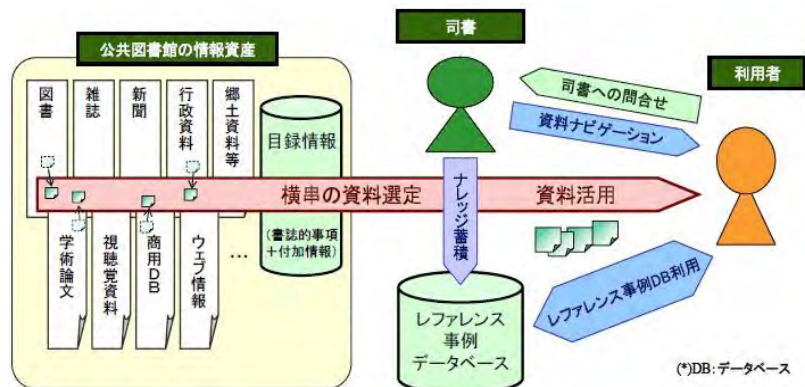 公共図書館の情報資産
司書
利用者
図書
雑誌
新聞
行政資料
郷土資料等
目録情報
司書への問合せ
資料ナビゲーション
横串の資料選定
資料活用
ナレッジ蓄積
(書誌的事項
+付加情報)
学術論文
視聴覚資料
商用DB
ウェブ情報
…
レファレンス
事例
データベース
レファレンス事例DB利用
(*)DB:データベース